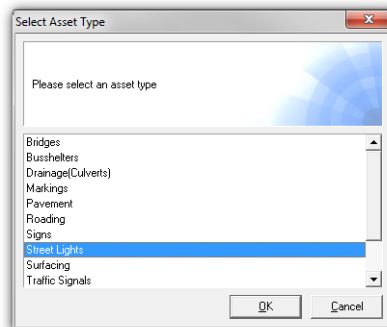 Select Asset Type
Please select an asset type
Bridges
Busshelters
Drainage(Culverts)
Markings
Pavement
Roading
Signs
Street Lights
Surfacing
Traffic Signals
OK
Cancel